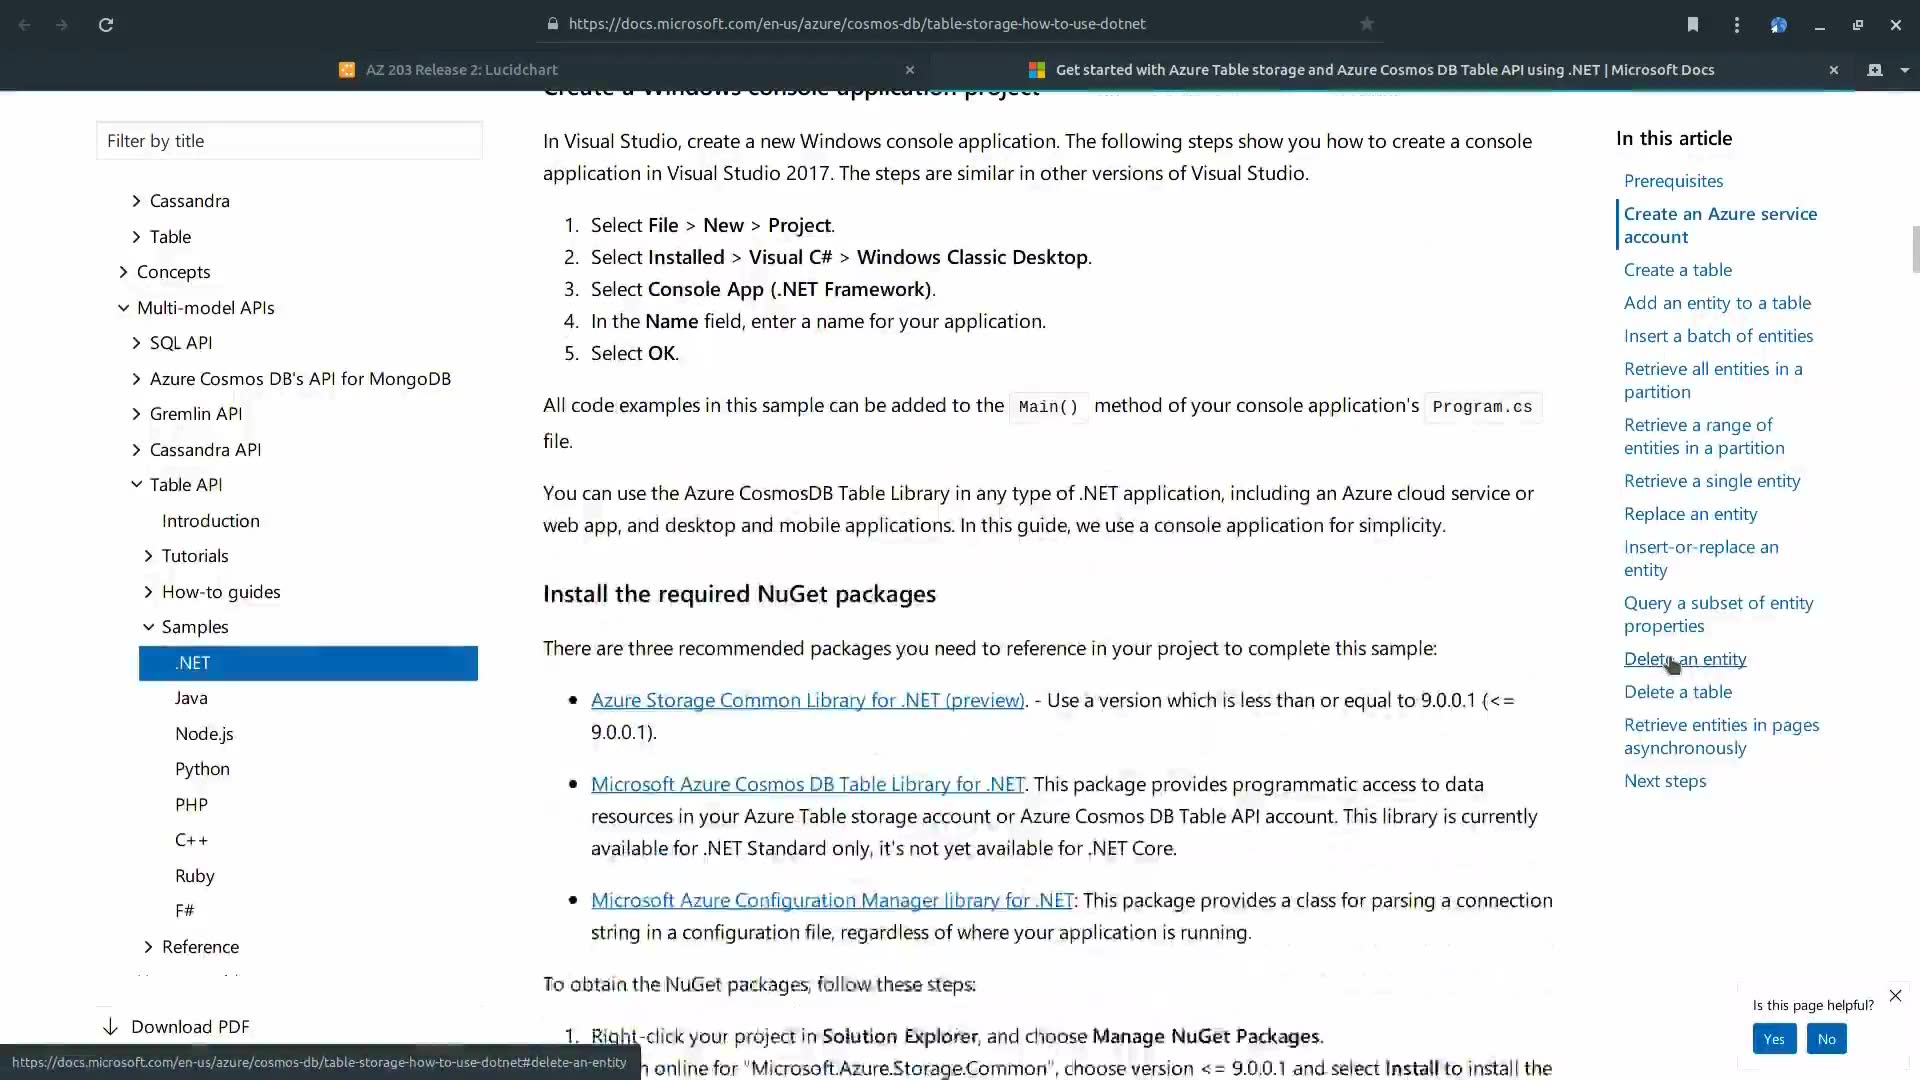 https://docs.microsoft.com/en-us/azure/cosmos-db/table-storage-how-to-use-dotnet
AZ 203 Release 2: Lucidchart
Get started with Azure Table storage and Azure Cosmos DB Table API using .NET | Microsoft Docs
Filter by title
Cassandra
Table
Concepts
Multi-model APIs
SQL API
Azure Cosmos DB's API for MongoDB
Gremlin API
Cassandra API
Table API
Introduction
Tutorials
How-to guides
Samples
.NET
Java
Node.js
Python
PHP
C++
Ruby
F#
Reference
Download PDF
Create a Windows console application project
In Visual Studio, create a new Windows console application. The following steps show you how to create a console
application in Visual Studio 2017. The steps are similar in other versions of Visual Studio.
1. Select File > New > Project.
2. Select Installed > Visual C# > Windows Classic Desktop.
3. Select Console App (.NET Framework).
4. In the Name field, enter a name for your application.
5. Select OK.
All code examples in this sample can be added to the Main() method of your console application's Program.cs
file.
You can use the Azure CosmosDB Table Library in any type of .NET application, including an Azure cloud service or
web app, and desktop and mobile applications. In this guide, we use a console application for simplicity.
Install the required NuGet packages
There are three recommended packages you need to reference in your project to complete this sample:
• Azure Storage Common Library for .NET (preview). - Use a version which is less than or equal to 9.0.0.1 (<=
9.0.0.1).
• Microsoft Azure Cosmos DB Table Library for .NET. This package provides programmatic access to data
resources in your Azure Table storage account or Azure Cosmos DB Table API account. This library is currently
available for .NET Standard only, it's not yet available for .NET Core.
• Microsoft Azure Configuration Manager library for .NET: This package provides a class for parsing a connection
string in a configuration file, regardless of where your application is running.
To obtain the NuGet packages, follow these steps:
1. Right-click your project in Solution Explorer, and choose Manage NuGet Packages.
online for "Microsoft.Azure.Storage.Common", choose version <= 9.0.0.1 and select Install to install the
In this article
Prerequisites
Create an Azure service
account
Create a table
Add an entity to a table
Insert a batch of entities
Retrieve all entities in a
partition
Retrieve a range of
entities in a partition
Retrieve a single entity
Replace an entity
Insert-or-replace an
entity
Query a subset of entity
properties
Delete an entity
Delete a table
Retrieve entities in pages
asynchronously
Next steps
Is this page helpful?
Yes
No
https://docs.microsoft.com/en-us/azure/cosmos-db/table-storage-how-to-use-dotnet#delete-an-entity